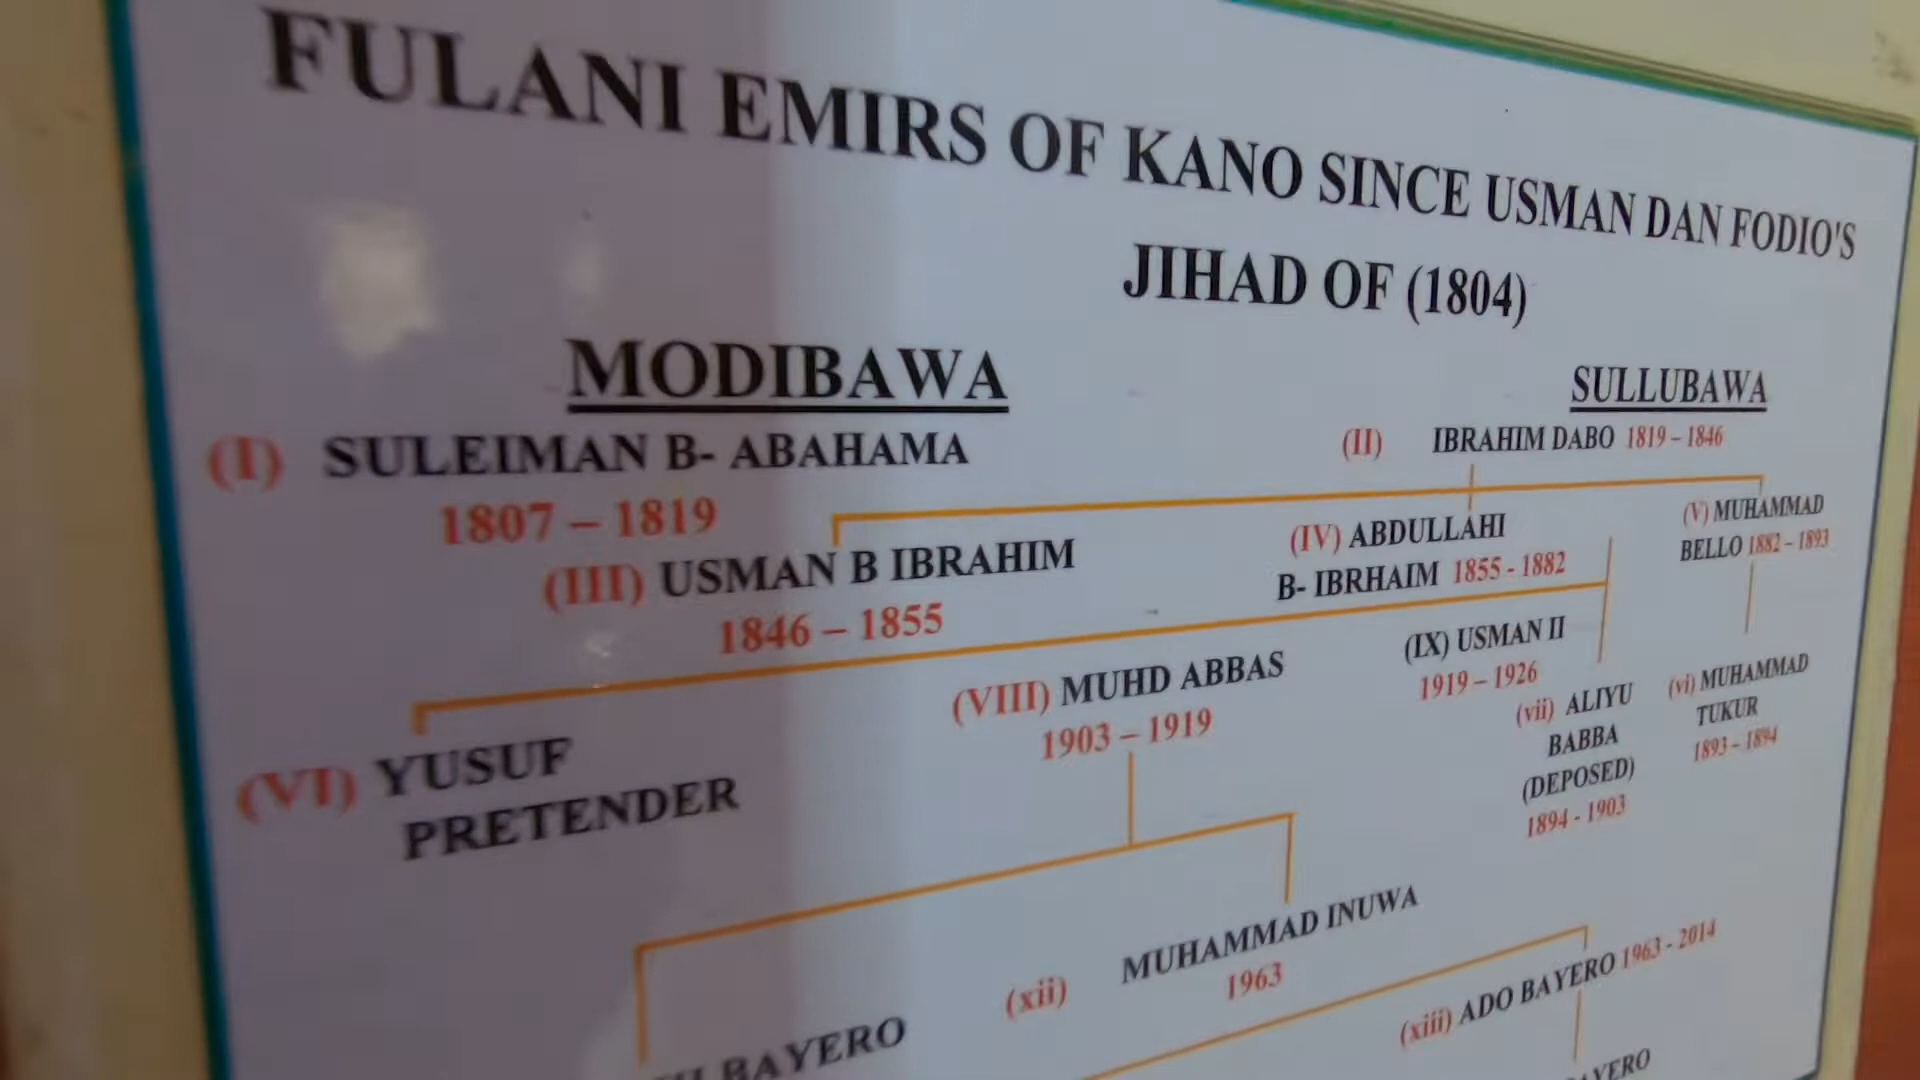 FULANI EMIRS OF KANO SINCE USMAN DAN FODIO'S
JIHAD OF (1804)
MODIBAWA
SULLUBAWA
(I) SULEIMAN B- ABAHAMA
1807 – 1819
(II) IBRAHIM DABO 1819 – 1846
(III) USMAN B IBRAHIM
1846 – 1855
(IV) ABDULLAHI
B- IBRHAIM 1855 - 1882
(V) MUHAMMAD
BELLO 1882 – 1893
(VI) YUSUF
PRETENDER
(VIII) MUHD ABBAS
1903 – 1919
(IX) USMAN II
1919 – 1926
(vii) ALIYU
BABBA
(DEPOSED)
1894 - 1903
(vi) MUHAMMAD
TUKUR
1893 – 1894
BAYERO
(xii) MUHAMMAD INUWA
1963
(xiii) ADO BAYERO 1963 - 2014